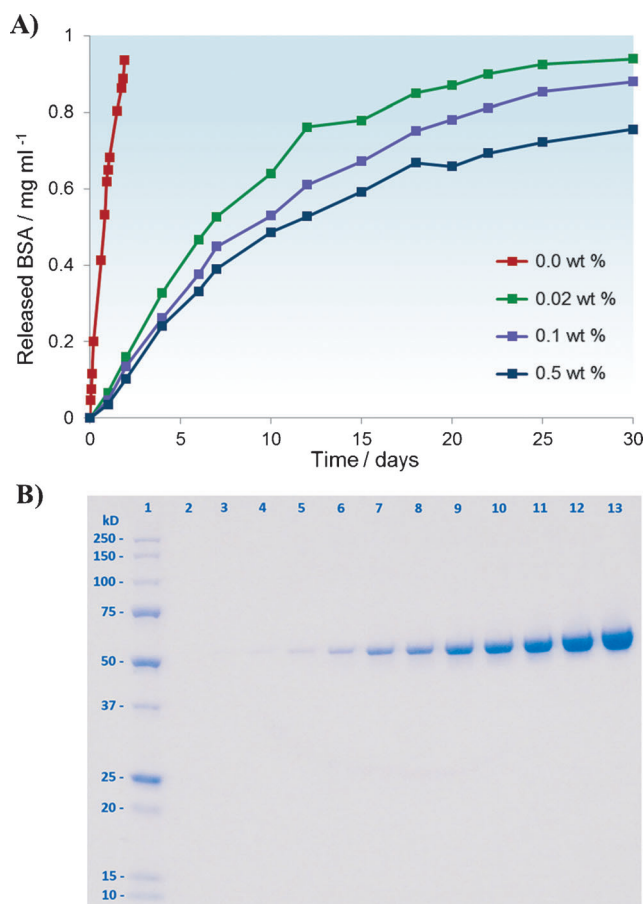 A)
Released BSA / mg ml -1
1
0.8
0.6
0.4
0.2
0
0 5 10 15 20 25 30
Time / days
0.0 wt %
0.02 wt %
0.1 wt %
0.5 wt %
B)
kD 1 2 3 4 5 6 7 8 9 10 11 12 13
250 -
150 -
100 -
75 -
50 -
37 -
25 -
20 -
15 -
10 -